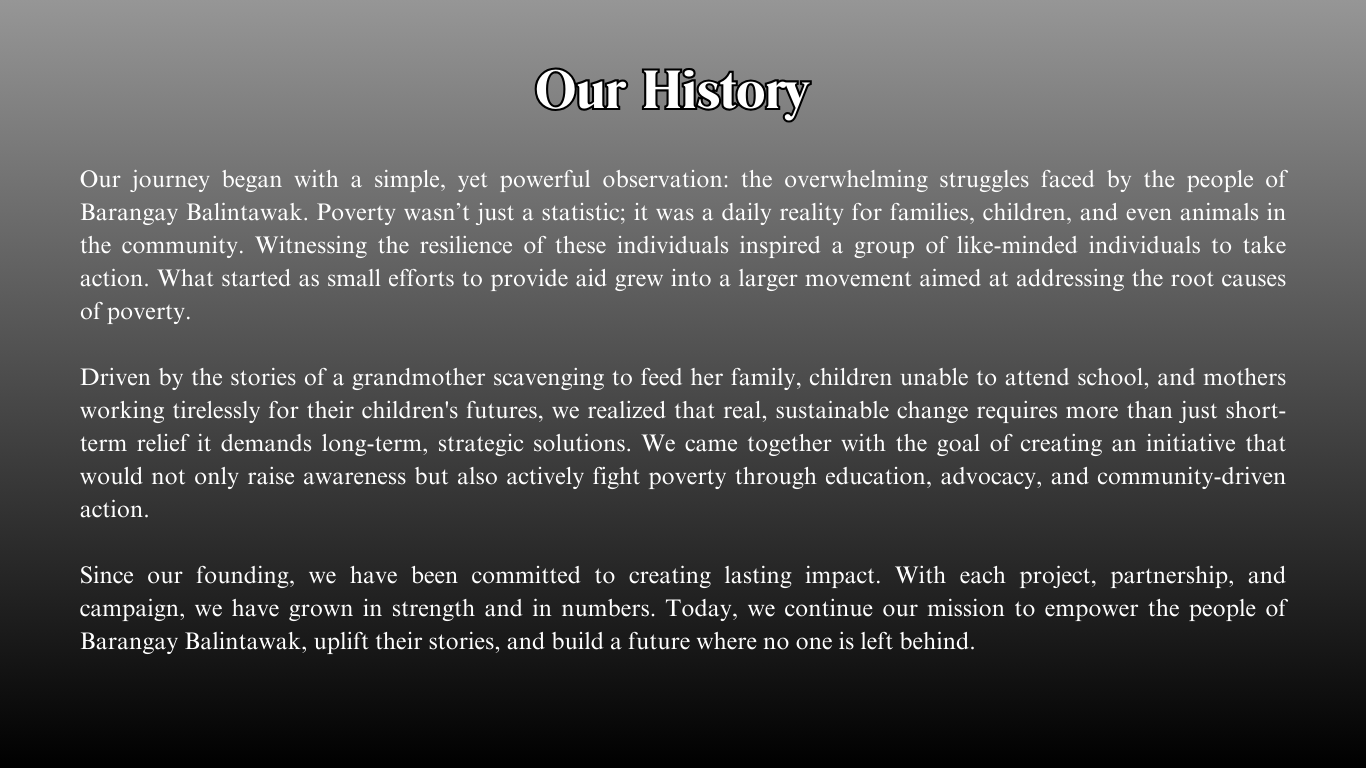 Our History
Our journey began with a simple, yet powerful observation: the overwhelming struggles faced by the people of
Barangay Balintawak. Poverty wasn’t just a statistic; it was a daily reality for families, children, and even animals in
the community. Witnessing the resilience of these individuals inspired a group of like-minded individuals to take
action. What started as small efforts to provide aid grew into a larger movement aimed at addressing the root causes
of poverty.
Driven by the stories of a grandmother scavenging to feed her family, children unable to attend school, and mothers
working tirelessly for their children's futures, we realized that real, sustainable change requires more than just short-
term relief it demands long-term, strategic solutions. We came together with the goal of creating an initiative that
would not only raise awareness but also actively fight poverty through education, advocacy, and community-driven
action.
Since our founding, we have been committed to creating lasting impact. With each project, partnership, and
campaign, we have grown in strength and in numbers. Today, we continue our mission to empower the people of
Barangay Balintawak, uplift their stories, and build a future where no one is left behind.